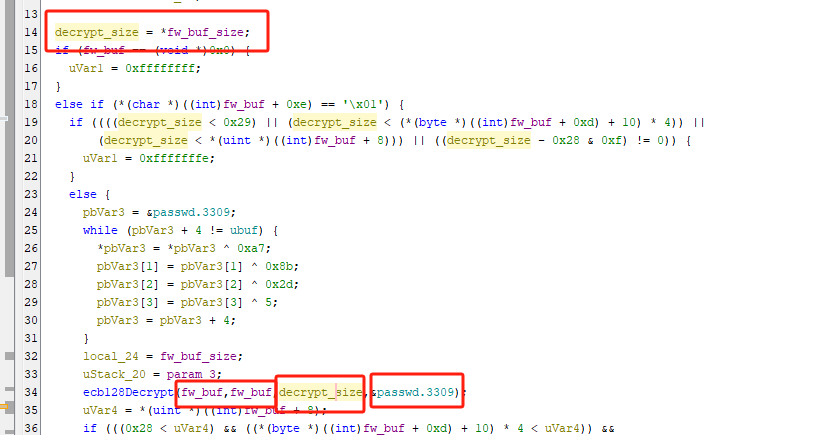 13
14 decrypt_size = *fw_buf_size;
15 if (fw_buf == (void *)0x0) {
16 uVar1 = 0xffffffff;
17 }
18 else if (*(char *)((int)fw_buf + 0xe) == '\x01') {
19 if ((((decrypt_size < 0x29) || (decrypt_size < (*(byte *)((int)fw_buf + 0xd) + 10) * 4)) ||
20 (decrypt_size < *(uint *)((int)fw_buf + 8))) || ((decrypt_size - 0x28 & 0xf) != 0)) {
21 uVar1 = 0xfffffffe;
22 }
23 else {
24 pbVar3 = &passwd.3309;
25 while (pbVar3 + 4 != ubuf) {
26 *pbVar3 = *pbVar3 ^ 0xa7;
27 pbVar3[1] = pbVar3[1] ^ 0x8b;
28 pbVar3[2] = pbVar3[2] ^ 0x2d;
29 pbVar3[3] = pbVar3[3] ^ 5;
30 pbVar3 = pbVar3 + 4;
31 }
32 local_24 = fw_buf_size;
33 uStack_20 = param_3;
34 ecb128Decrypt(fw_buf,fw_buf,decrypt_size,&passwd.3309);
35 uVar4 = *(uint *)((int)fw_buf + 8);
36 if (((0x28 < uVar4) && ((*(byte *)((int)fw_buf + 0xd) + 10) * 4 < uVar4)) &&